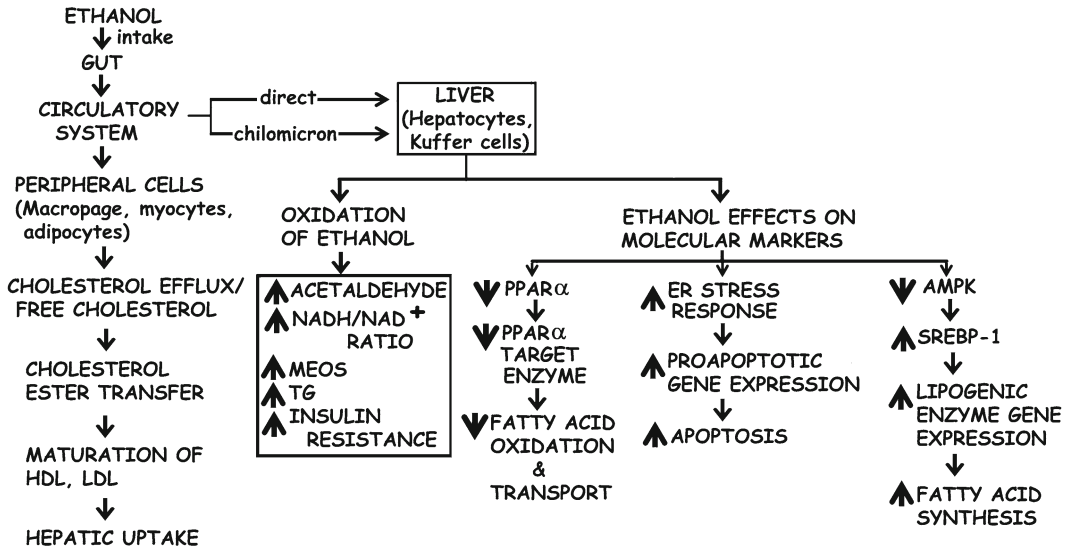 ETHANOL
intake
GUT
CIRCULATORY
SYSTEM
direct
chilomicron
LIVER
(Hepatocytes,
Kuffer cells)
PERIPHERAL CELLS
(Macropage, myocytes,
adipocytes)
CHOLESTEROL EFFLUX/
FREE CHOLESTEROL
CHOLESTEROL
ESTER TRANSFER
MATURATION OF
HDL, LDL
HEPATIC UPTAKE
OXIDATION
OF ETHANOL
ACETALDEHYDE
NADH/NAD+
RATIO
MEOS
TG
INSULIN
RESISTANCE
ETHANOL EFFECTS ON
MOLECULAR MARKERS
PPARα
PPARα
TARGET
ENZYME
FATTY ACID
OXIDATION
&
TRANSPORT
ER STRESS
RESPONSE
PROAPOPTOTIC
GENE EXPRESSION
APOPTOSIS
AMPK
SREBP-1
LIPOGENIC
ENZYME GENE
EXPRESSION
FATTY ACID
SYNTHESIS